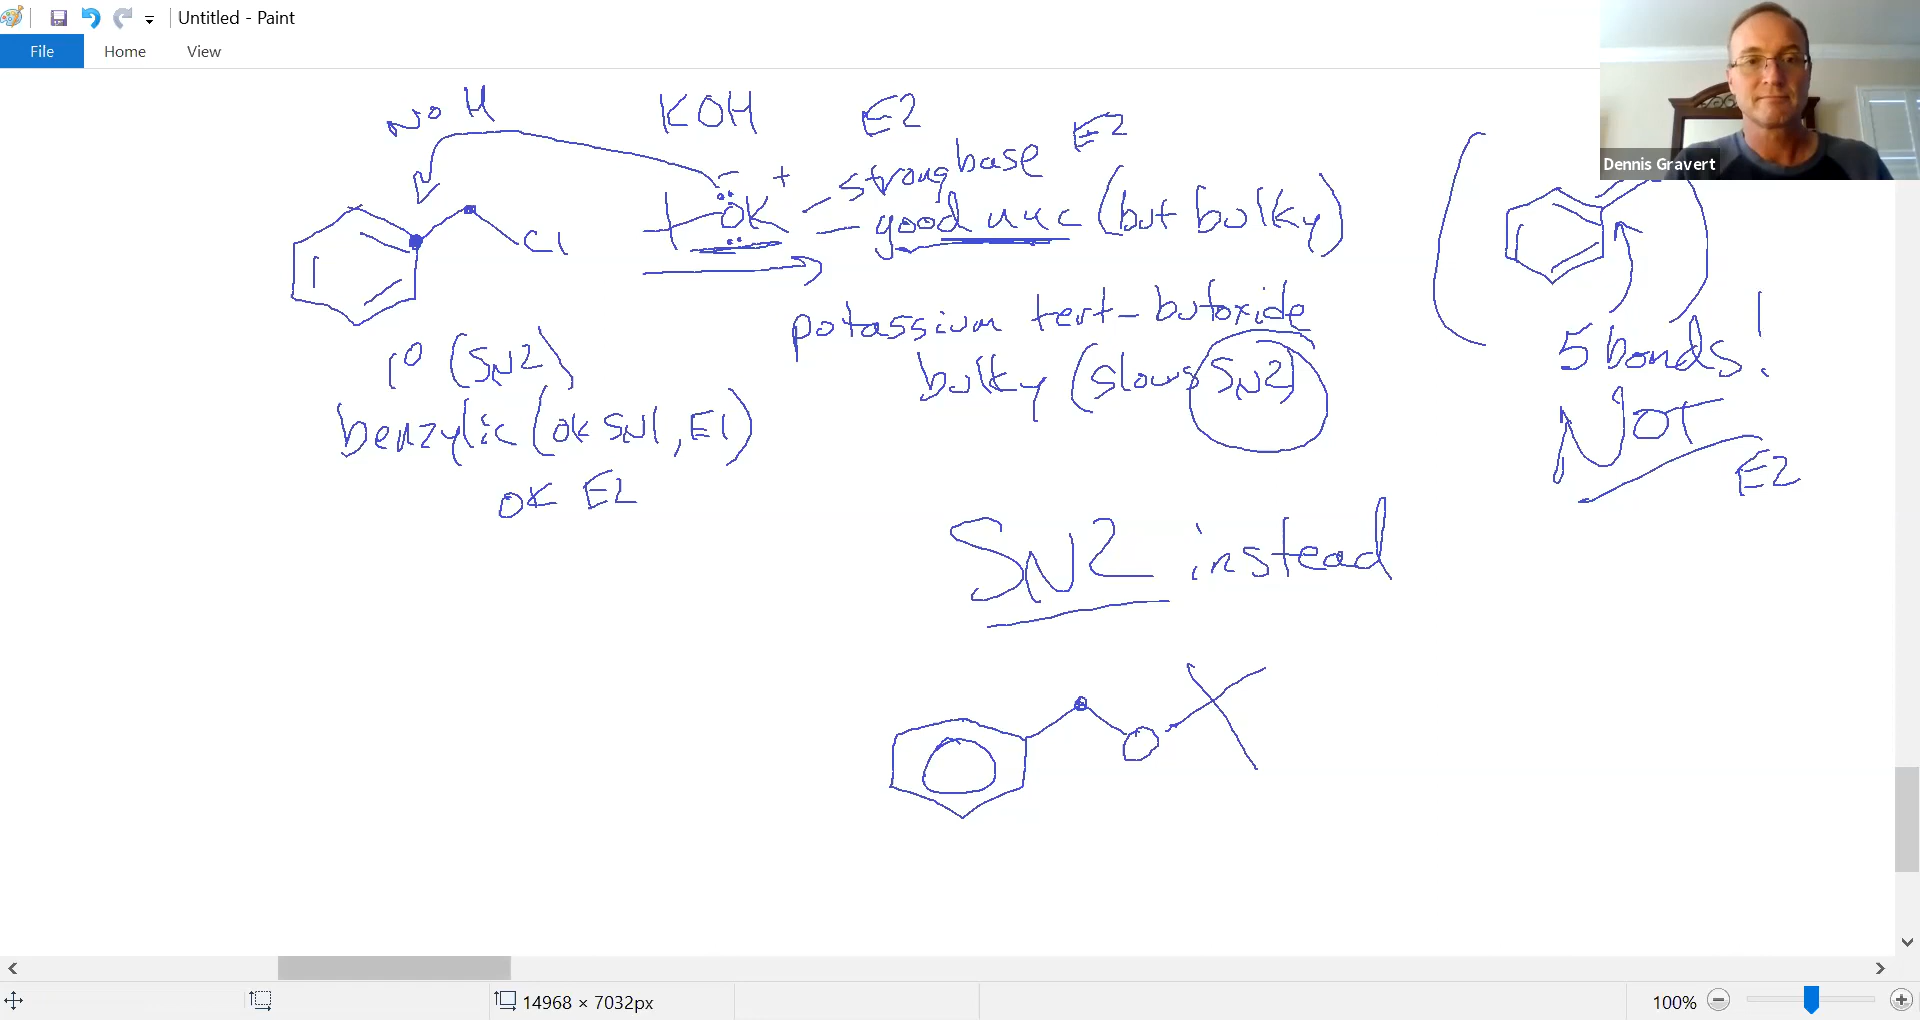 Untitled - Paint
File Home View
Dennis Gravert
No H KOH E2 E2
strong base
OK
- +
good nuc (but bulky)
Cl
potassium tert-butoxide
1° (SN2)
bulky (slows SN2)
benzylic (OK SN1, E1)
OK E2
5 bonds!
NOT
E2
SN2 instead
O
14968 × 7032px
100%